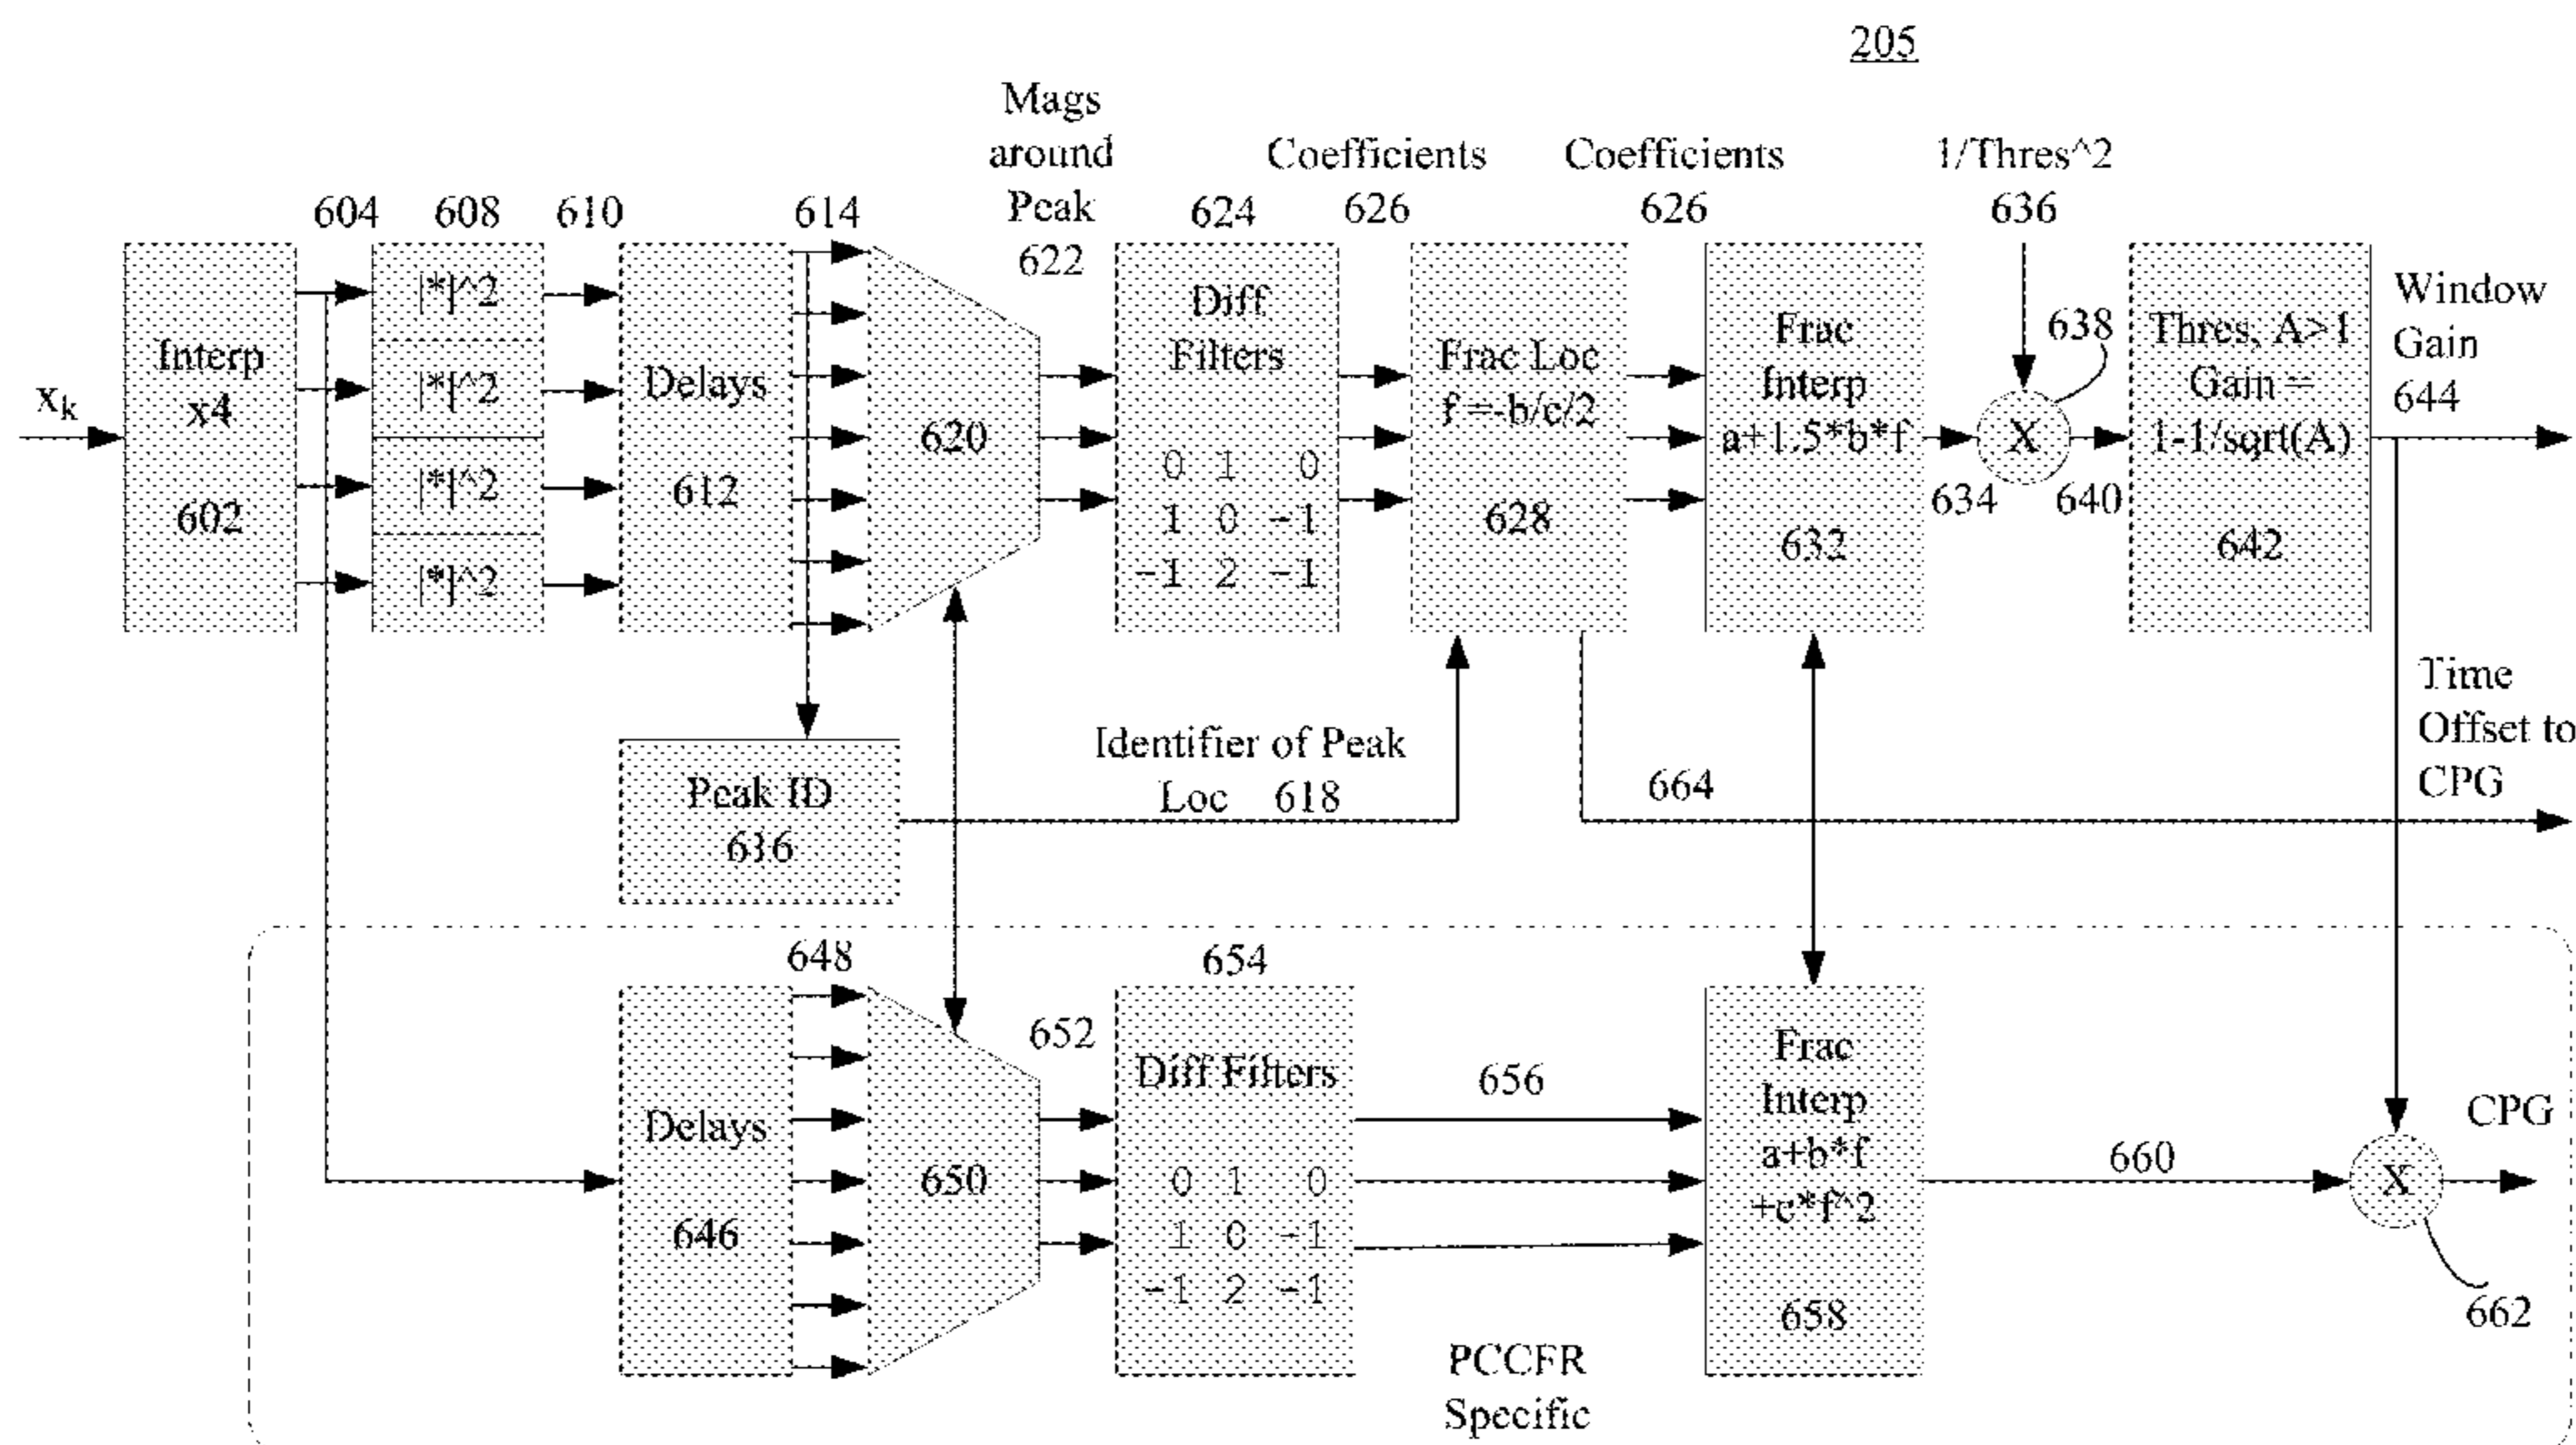 205
Mags
around
Peak
622
Coefficients
626
Coefficients
626
1/Thres^2
636
604
608
610
614
624
xk
Interp
x4
602
|*|^2
|*|^2
|*|^2
|*|^2
Delays
612
620
Diff
Filters
0 1 0
1 0 -1
-1 2 -1
Frac Loc
f =-b/c/2
628
Frac
Interp
a+1.5*b*f
632
634
X
638
640
Thres, A>1
Gain =
1-1/sqrt(A)
642
Window
Gain
644
Peak ID
616
Identifier of Peak
Loc 618
664
Time
Offset to
CPG
648
Delays
646
650
652
654
Diff Filters
0 1 0
1 0 -1
-1 2 -1
656
Frac
Interp
a+b*f
+c*f^2
658
660
X
CPG
662
PCCFR
Specific